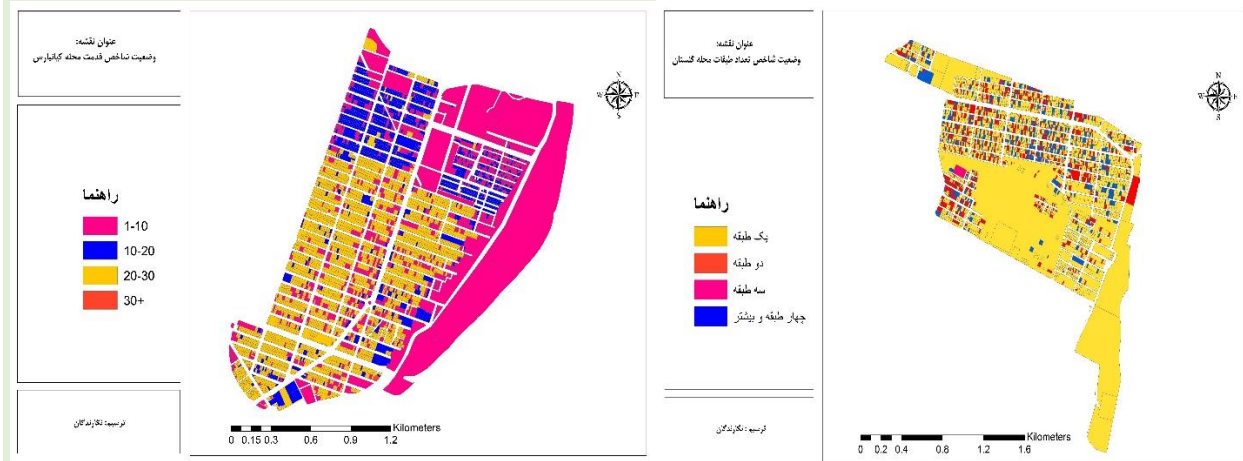 عنوان نقشه:
وضعیت شاخص قدمت محله کیانپارس
N
W E
S
راهنما
1-10
10-20
20-30
30+
ترسیم: نگارندگان
Kilometers
0 0.15 0.3 0.6 0.9 1.2
عنوان نقشه:
وضعیت شاخص تعداد طبقات محله گلستان
N
W E
S
راهنما
یک طبقه
دو طبقه
سه طبقه
چهار طبقه و بیشتر
ترسیم: نگارندگان
Kilometers
0 0.2 0.4 0.8 1.2 1.6